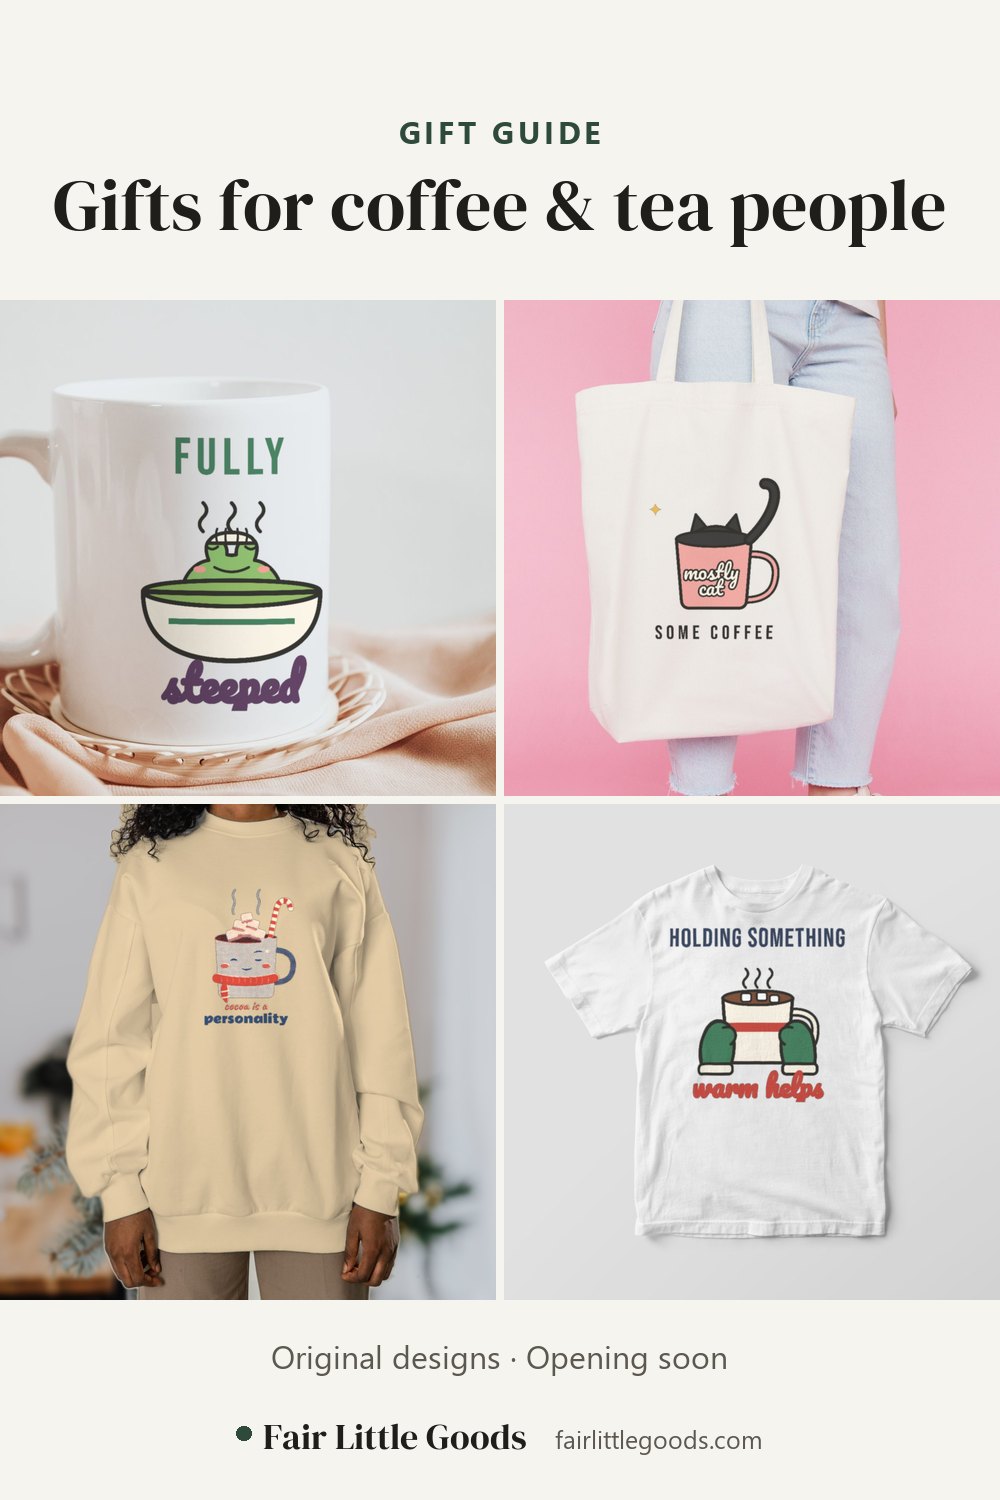 GIFT GUIDE
Gifts for coffee & tea people
FULLY
steeped
mostly
cat
SOME COFFEE
cocoa is a
personality
HOLDING SOMETHING
warm helps
Original designs · Opening soon
Fair Little Goods
fairlittlegoods.com